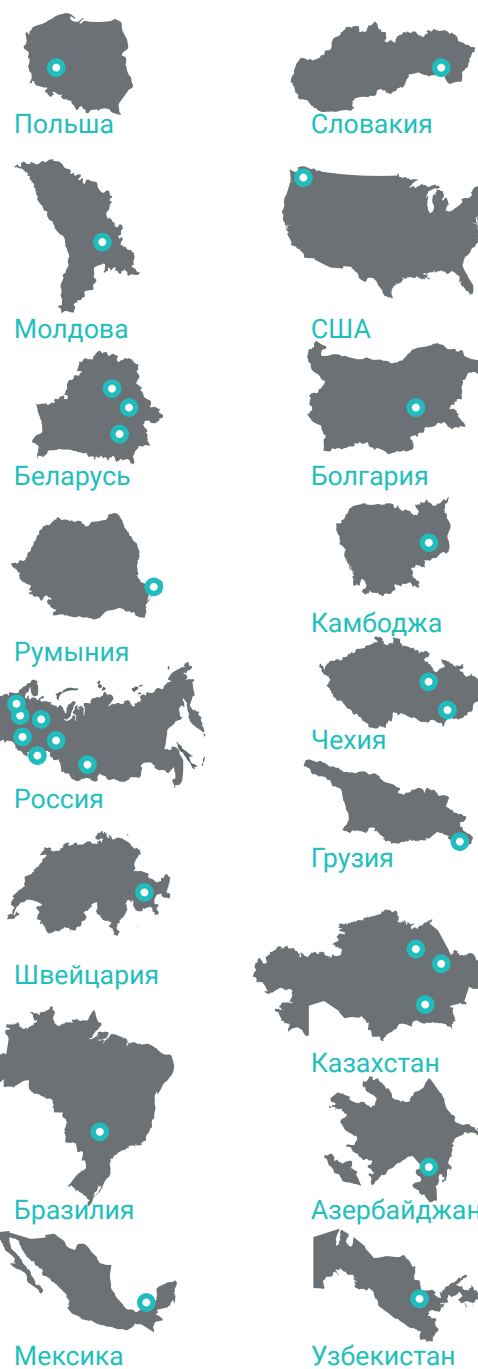 Польша
Словакия
Молдова
США
Беларусь
Болгария
Румыния
Камбоджа
Россия
Чехия
Швейцария
Грузия
Бразилия
Казахстан
Мексика
Азербайджан
Узбекистан